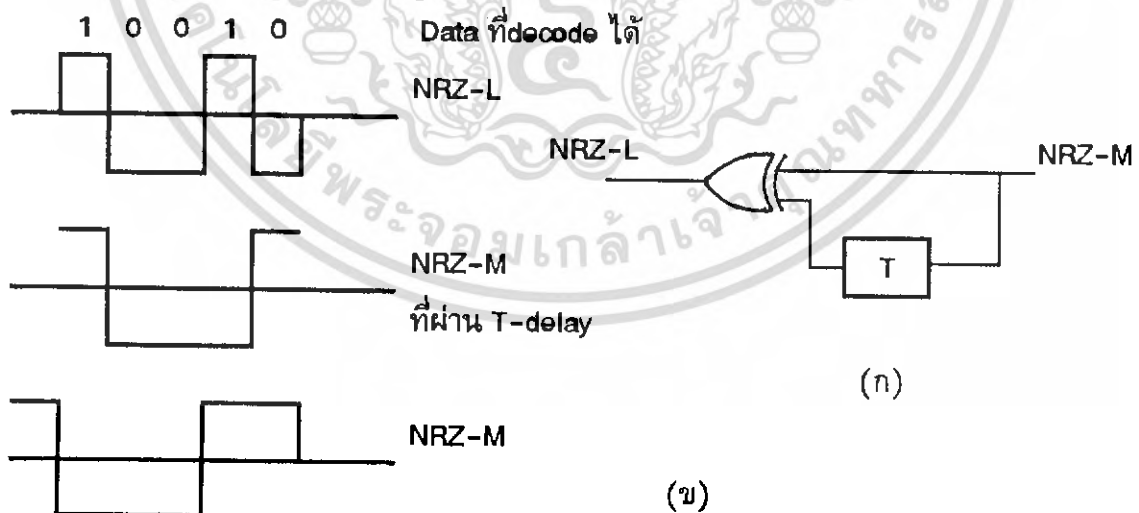 1 0 0 1 0
Data ที่decode ได้
NRZ-L
NRZ-L
NRZ-M
T
NRZ-M
ที่ผ่าน T-delay
(ก)
NRZ-M
(ข)